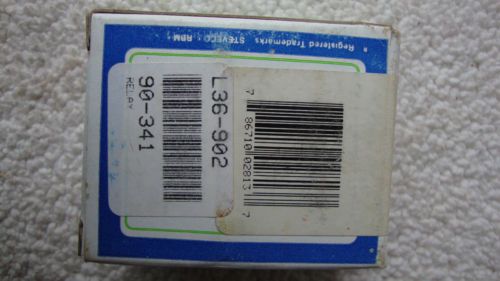 * Registered Trademarks STEVECO RBM
L36-902
90-341
RELAY
7 86710 02813 7